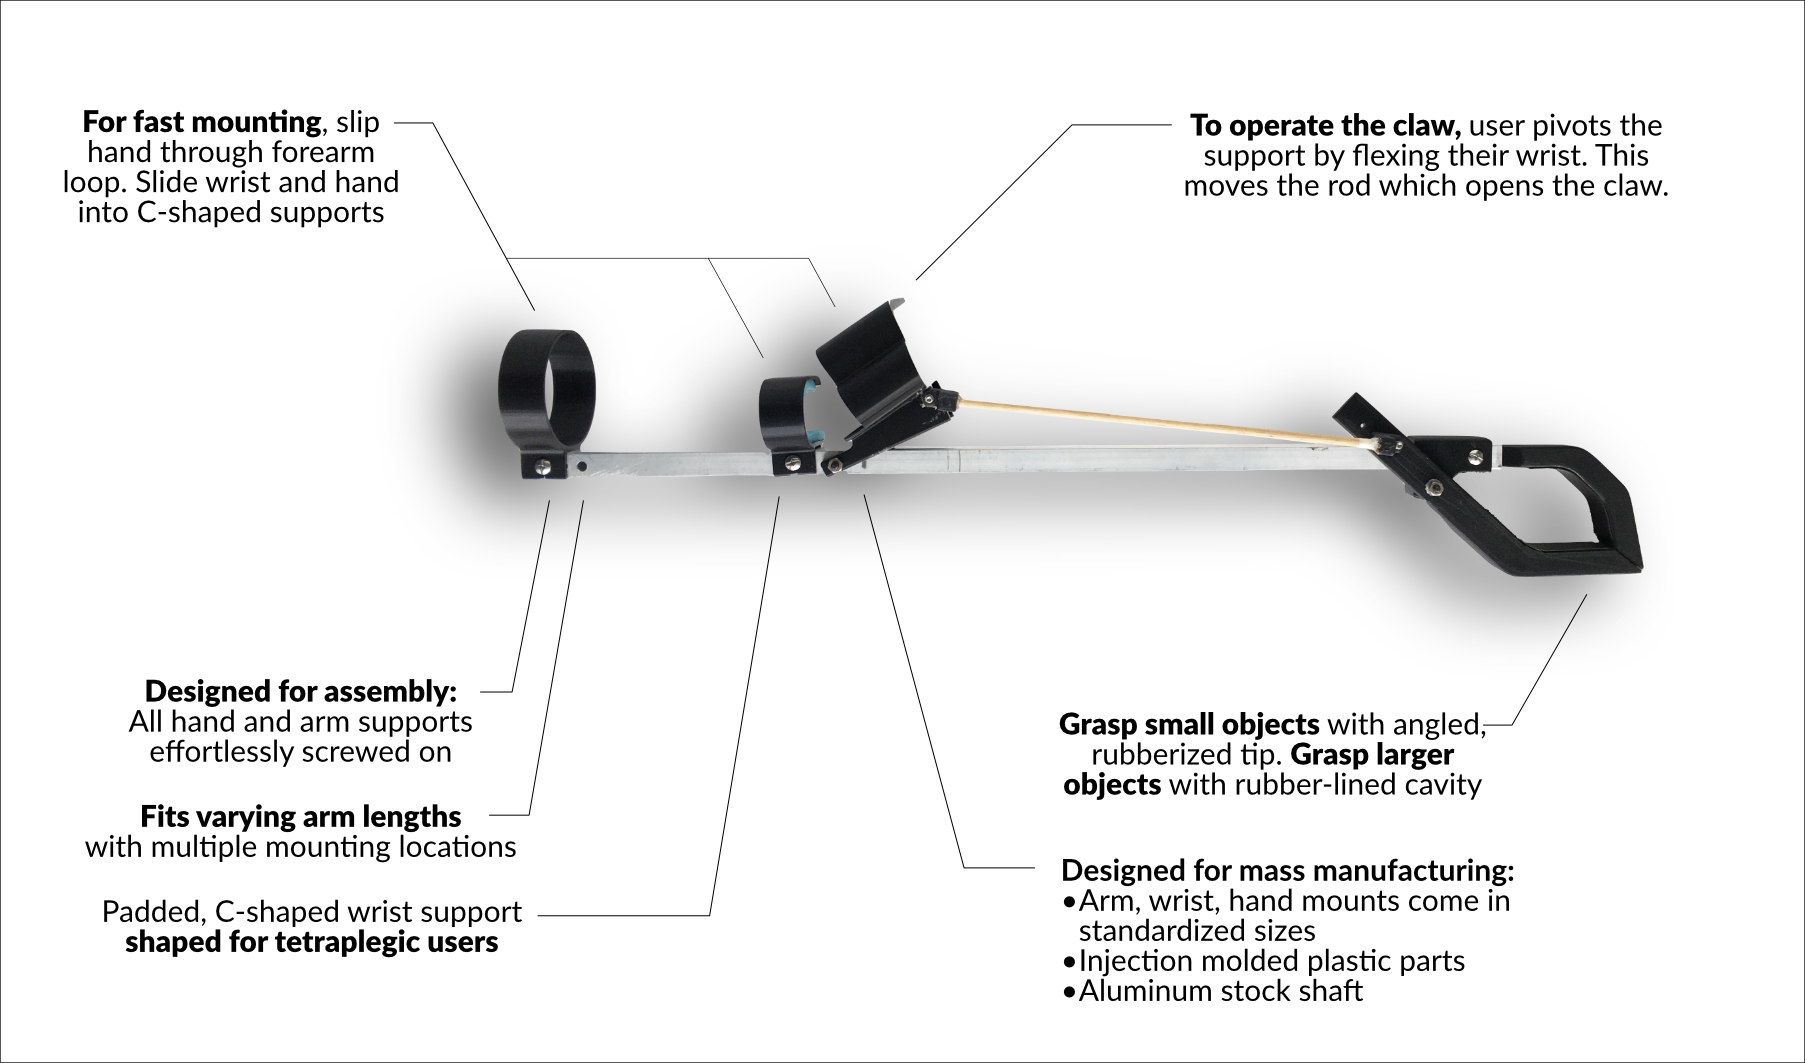 For fast mounting, slip
hand through forearm
loop. Slide wrist and hand
into C-shaped supports
To operate the claw, user pivots the
support by flexing their wrist. This
moves the rod which opens the claw.
Designed for assembly:
All hand and arm supports
effortlessly screwed on
Fits varying arm lengths
with multiple mounting locations
Padded, C-shaped wrist support
shaped for tetraplegic users
Grasp small objects with angled,
rubberized tip. Grasp larger
objects with rubber-lined cavity
Designed for mass manufacturing:
•Arm, wrist, hand mounts come in
standardized sizes
•Injection molded plastic parts
•Aluminum stock shaft